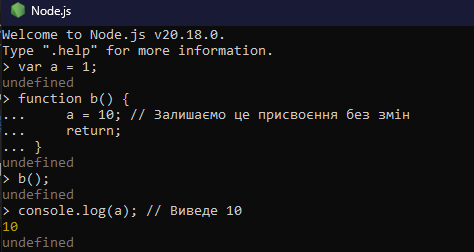 Node.js
Welcome to Node.js v20.18.0.
Type ".help" for more information.
> var a = 1;
undefined
> function b() {
...     a = 10; // Залишаємо це присвоєння без змін
...     return;
... }
undefined
> b();
undefined
> console.log(a); // Виведе 10
10
undefined